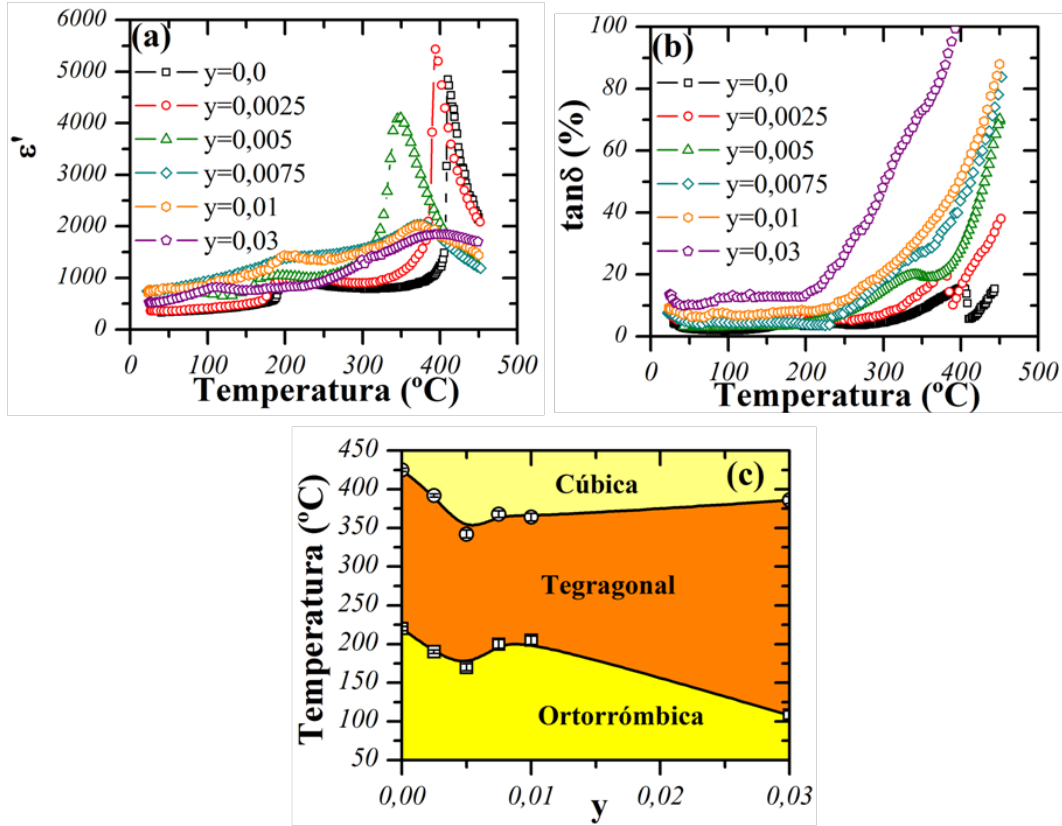 (a)
y=0,0
y=0,0025
y=0,005
y=0,0075
y=0,01
y=0,03
ε'
6000
5000
4000
3000
2000
1000
0
0 100 200 300 400 500
Temperatura (ºC)
(b)
y=0,0
y=0,0025
y=0,005
y=0,0075
y=0,01
y=0,03
tanδ (%)
100
80
60
40
20
0
0 100 200 300 400 500
Temperatura (ºC)
(c)
Cúbica
Tegragonal
Ortorrómbica
Temperatura (ºC)
450
400
350
300
250
200
150
100
50
0,00 0,01 0,02 0,03
y